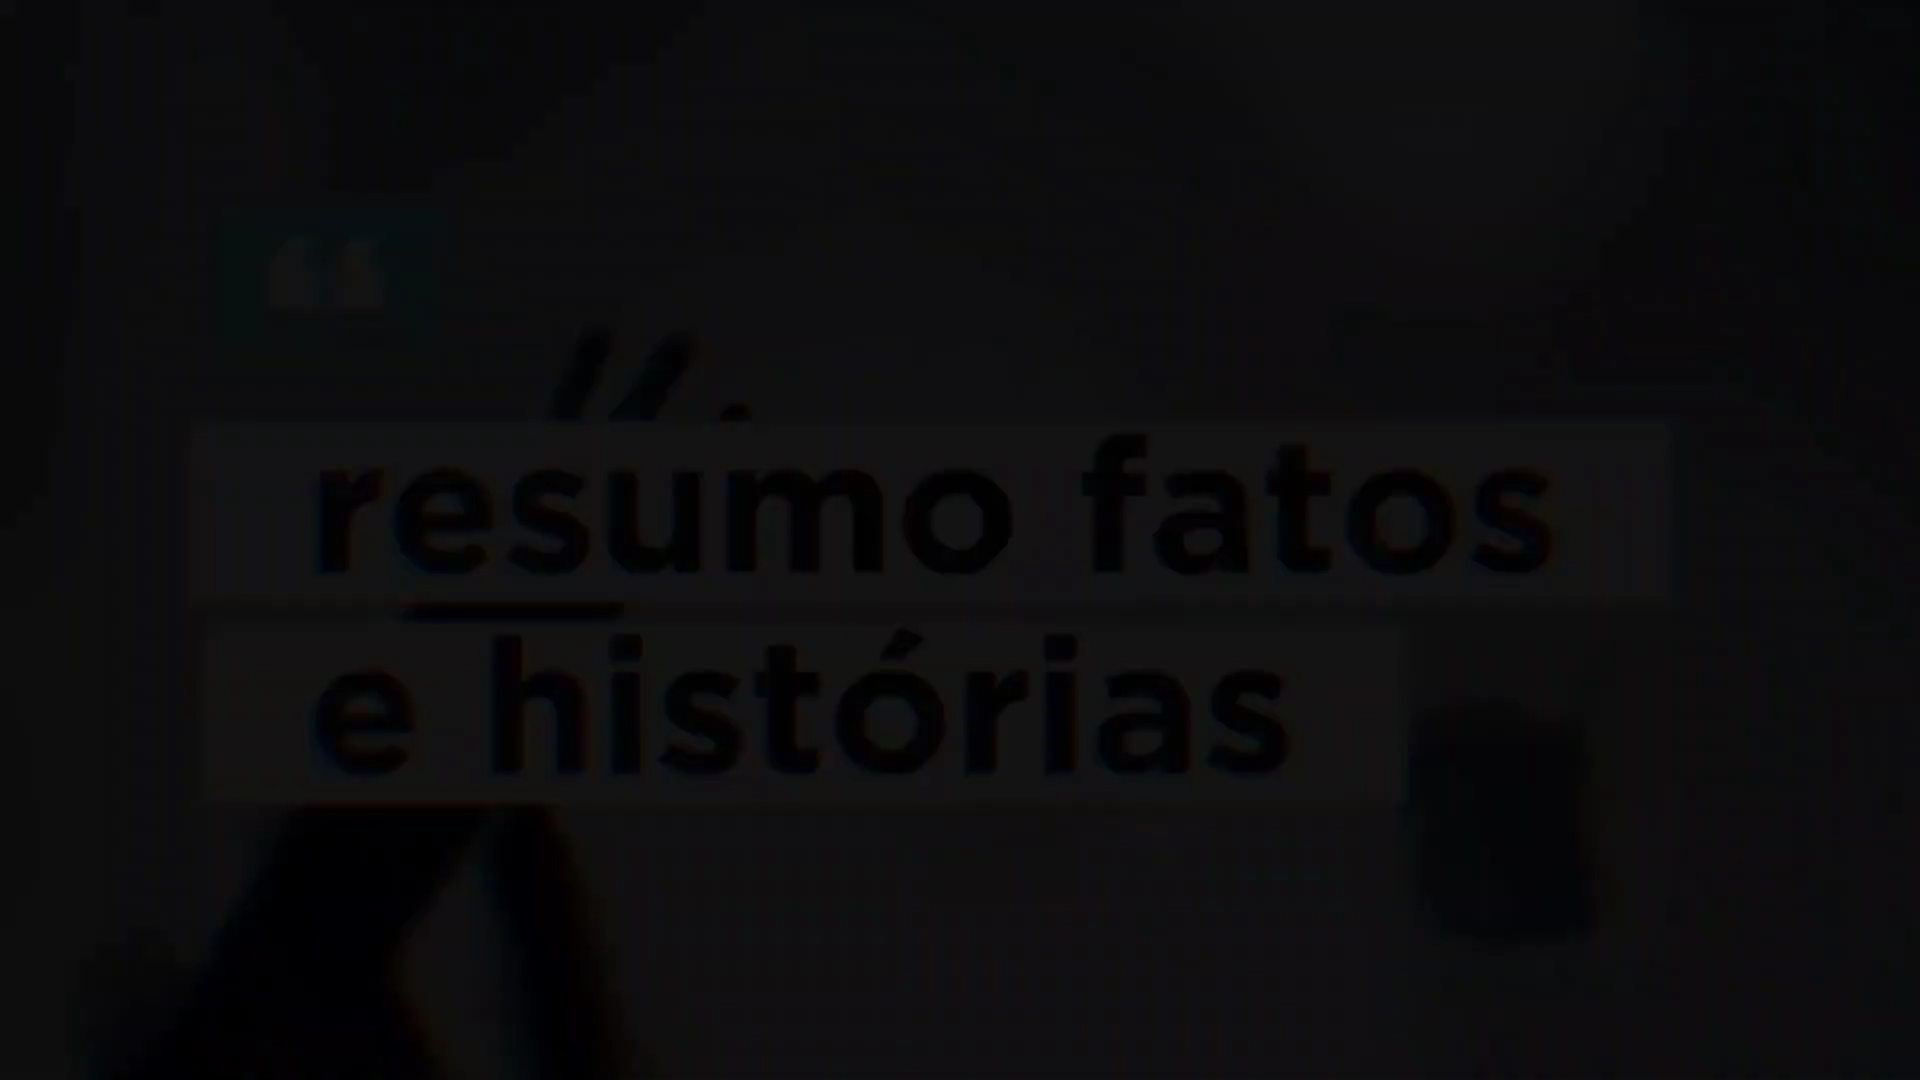 “
resumo fatos
e histórias